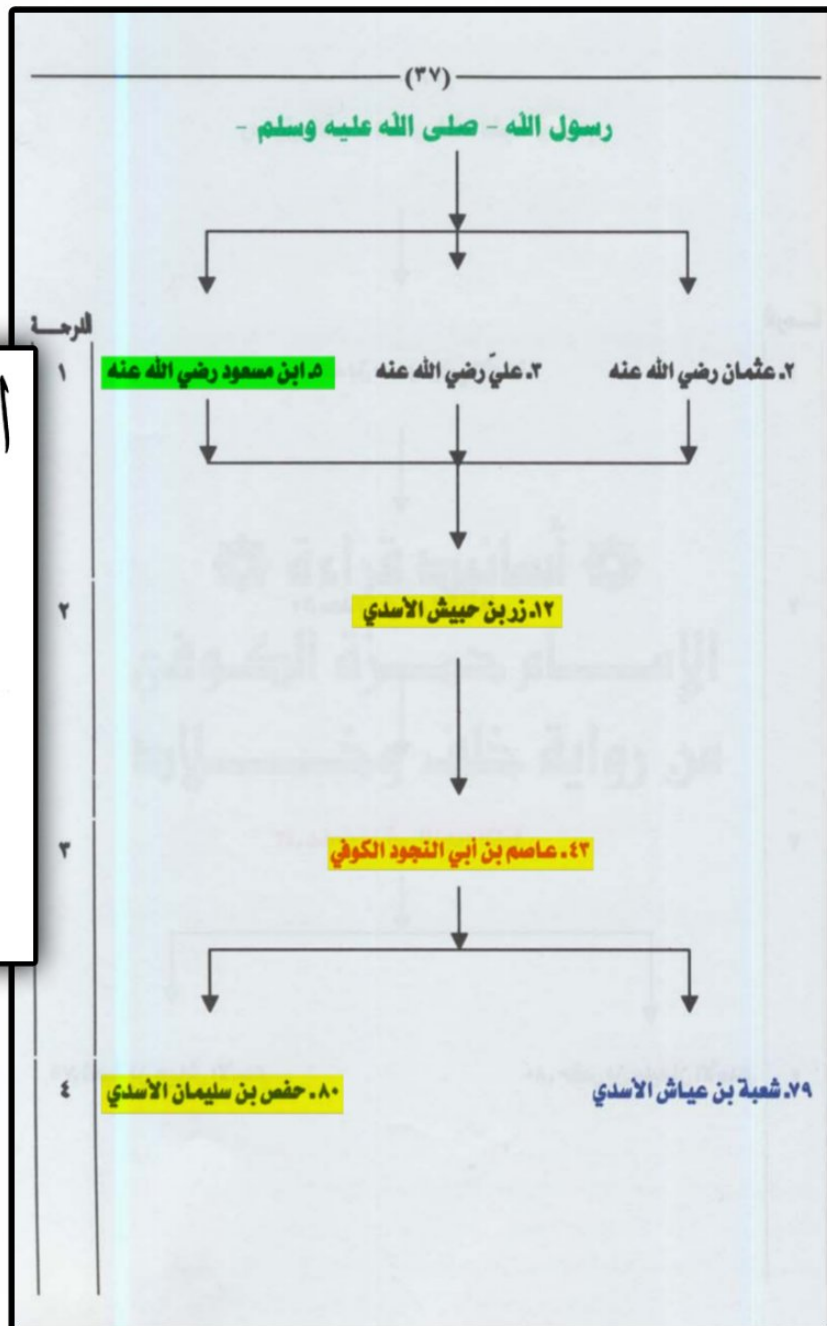 (٣٧)
رسول الله - صلى الله عليه وسلم -
الدرجــة
١
٢. عثمان رضي الله عنه
٣. عليّ رضي الله عنه
٥. ابن مسعود رضي الله عنه
٢
١٢. زر بن حبيش الأسدي
٣
٤٣. عاصم بن أبي النجود الكوفي
٤
٧٩. شعبة بن عياش الأسدي
٨٠. حفص بن سليمان الأسدي